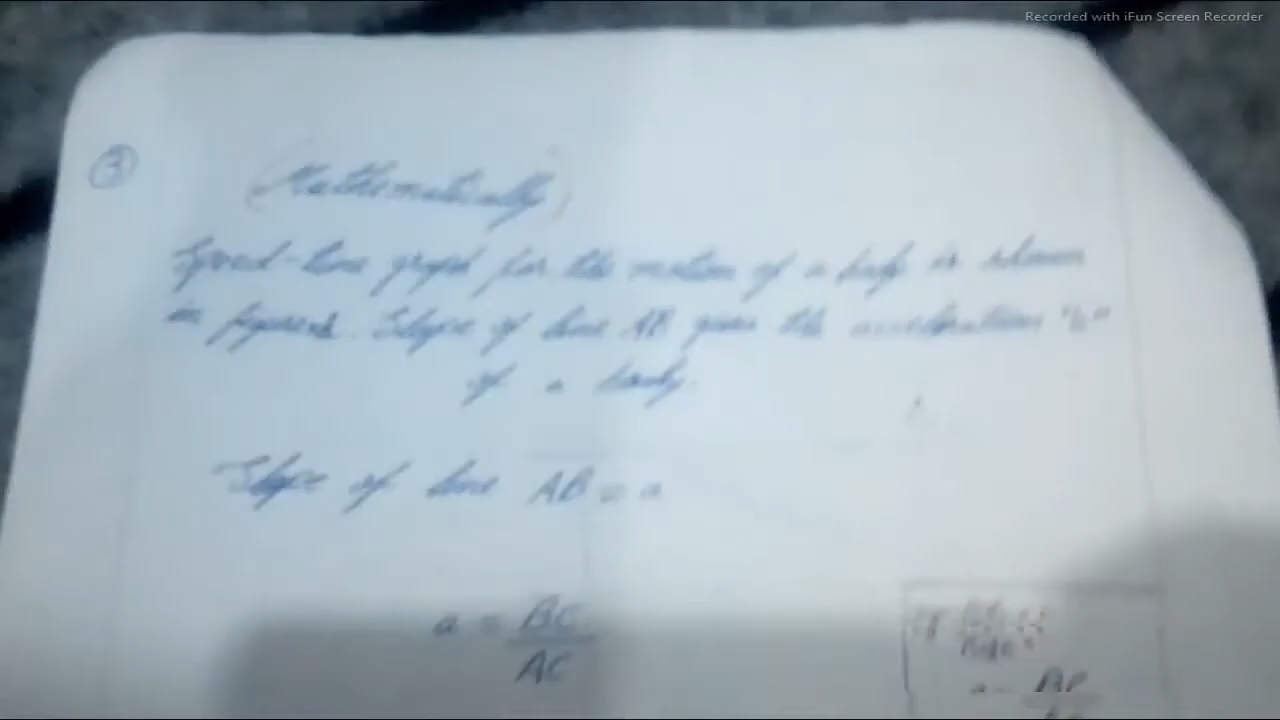 Recorded with iFun Screen Recorder
3
(Mathematically)
Speed-time graph for the motion of a body is shown
in figure. Slope of line AB gives the acceleration "a"
of a body.
Slope of line AB = a
a = BC
AC